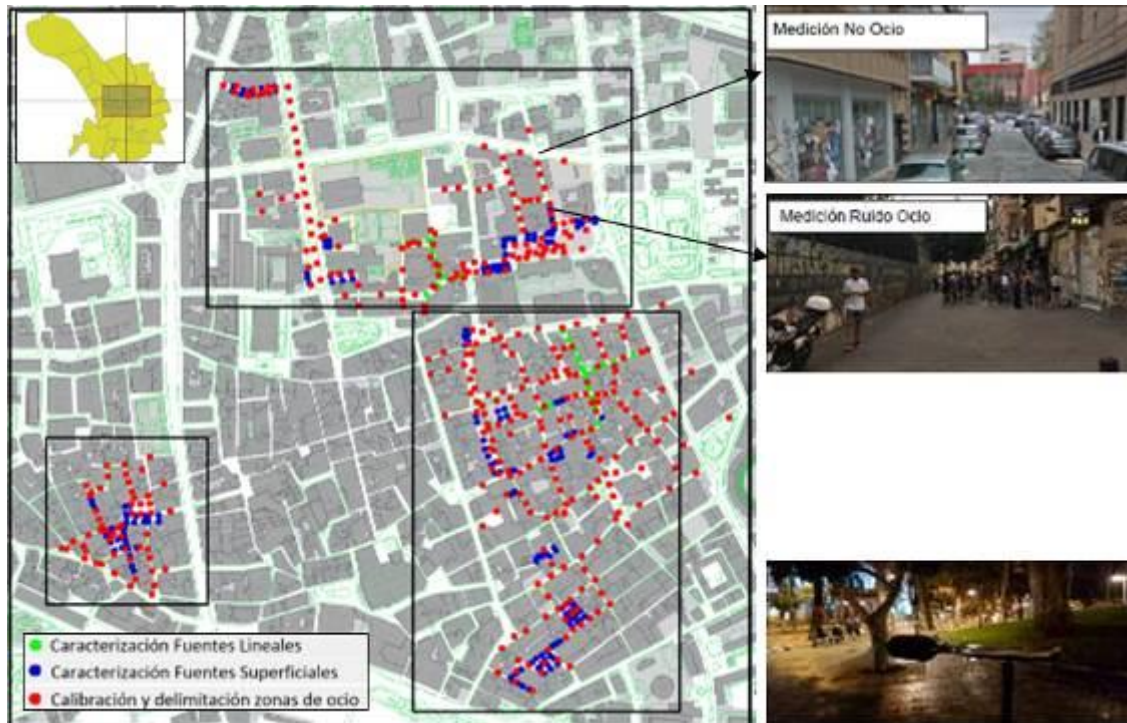 Medición No Ocio
Medición Ruido Ocio
Caracterización Fuentes Lineales
Caracterización Fuentes Superficiales
Calibración y delimitación zonas de ocio